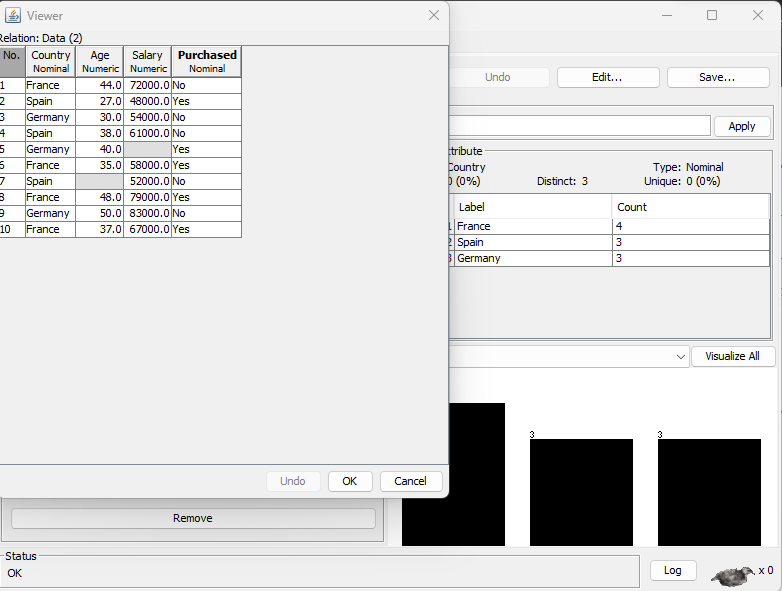 Viewer
Relation: Data (2)
No. Country Age Salary Purchased
Nominal Numeric Numeric Nominal
1 France 44.0 72000.0 No
2 Spain 27.0 48000.0 Yes
3 Germany 30.0 54000.0 No
4 Spain 38.0 61000.0 No
5 Germany 40.0 Yes
6 France 35.0 58000.0 Yes
7 Spain 52000.0 No
8 France 48.0 79000.0 Yes
9 Germany 50.0 83000.0 No
10 France 37.0 67000.0 Yes
Undo OK Cancel
Undo Edit... Save...
Apply
ttribute
Country Type: Nominal
0 (0%) Distinct: 3 Unique: 0 (0%)
Label Count
1 France 4
2 Spain 3
3 Germany 3
Visualize All
3 3
Remove
Status
OK
Log x 0